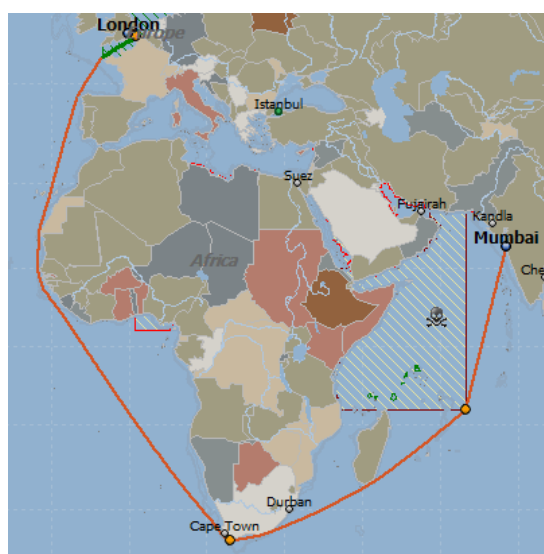 London
Europe
Istanbul
Suez
Fujairah
Kandla
Mumbai
Che
Africa
Durban
Cape Town